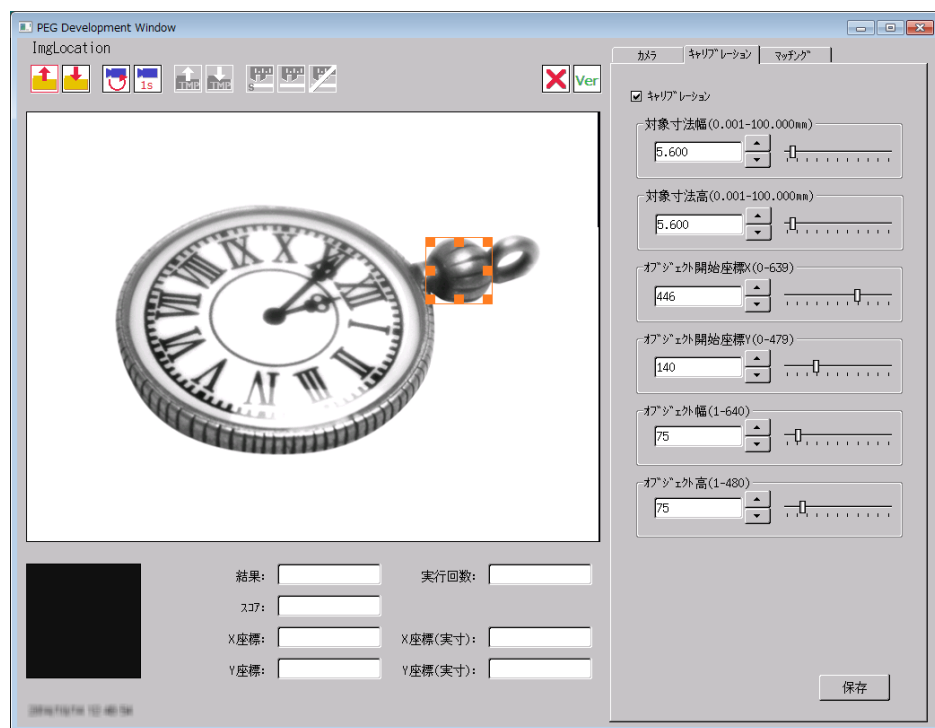 PEG Development Window
ImgLocation
カメラ
キャリブレーション
マッチング
1s
TMP
TMP
s
Ver
キャリブレーション
対象寸法幅(0.001-100.000mm)
5.600
対象寸法高(0.001-100.000mm)
5.600
オブジェクト開始座標X(0-639)
446
オブジェクト開始座標Y(0-479)
140
オブジェクト幅(1-640)
75
オブジェクト高(1-480)
75
結果:
実行回数:
スコア:
X座標:
X座標(実寸):
Y座標:
Y座標(実寸):
保存